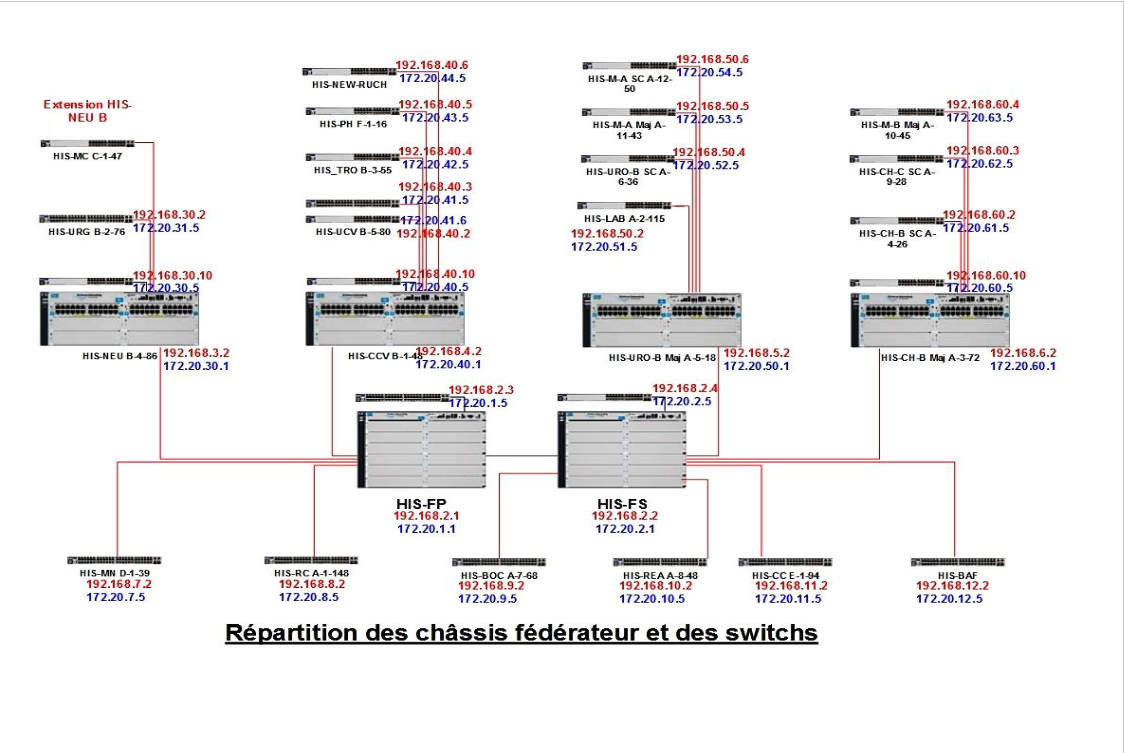 192.168.40.6
172.20.44.5
HIS-NEW-RUCH
192.168.50.6
172.20.54.5
HIS-M-A SC A-12-
50
Extension HIS-
NEU B
192.168.40.5
172.20.43.5
HIS-PH F-1-16
192.168.50.5
172.20.53.5
HIS-M-A Maj A-
11-43
192.168.60.4
172.20.63.5
HIS-M-B Maj A-
10-45
HIS-MC C-1-47
192.168.40.4
172.20.42.5
HIS_TRO B-3-55
192.168.50.4
172.20.52.5
HIS-URO-B SC A-
6-36
192.168.60.3
172.20.62.5
HIS-CH-C SC A-
9-28
192.168.30.2
172.20.31.5
HIS-URG B-2-76
192.168.40.3
172.20.41.5
172.20.41.6
HIS-UCV B-5-80
192.168.40.2
HIS-LAB A-2-115
192.168.50.2
172.20.51.5
192.168.60.2
172.20.61.5
HIS-CH-B SC A-
4-26
192.168.30.10
172.20.30.5
192.168.40.10
172.20.40.5
192.168.60.10
172.20.60.5
HIS-NEU B-4-86
192.168.3.2
172.20.30.1
HIS-CCV B-1-48
192.168.4.2
172.20.40.1
HIS-URO-B Maj A-5-18
192.168.5.2
172.20.50.1
HIS-CH-B Maj A-3-72
192.168.6.2
172.20.60.1
192.168.2.3
172.20.1.5
192.168.2.4
172.20.2.5
HIS-FP
192.168.2.1
172.20.1.1
HIS-FS
192.168.2.2
172.20.2.1
HIS-MN D-1-39
192.168.7.2
172.20.7.5
HIS-RC A-1-148
192.168.8.2
172.20.8.5
HIS-BOC A-7-68
192.168.9.2
172.20.9.5
HIS-REA A-8-48
192.168.10.2
172.20.10.5
HIS-CC E-1-94
192.168.11.2
172.20.11.5
HIS-BAF
192.168.12.2
172.20.12.5
Répartition des châssis fédérateur et des switchs